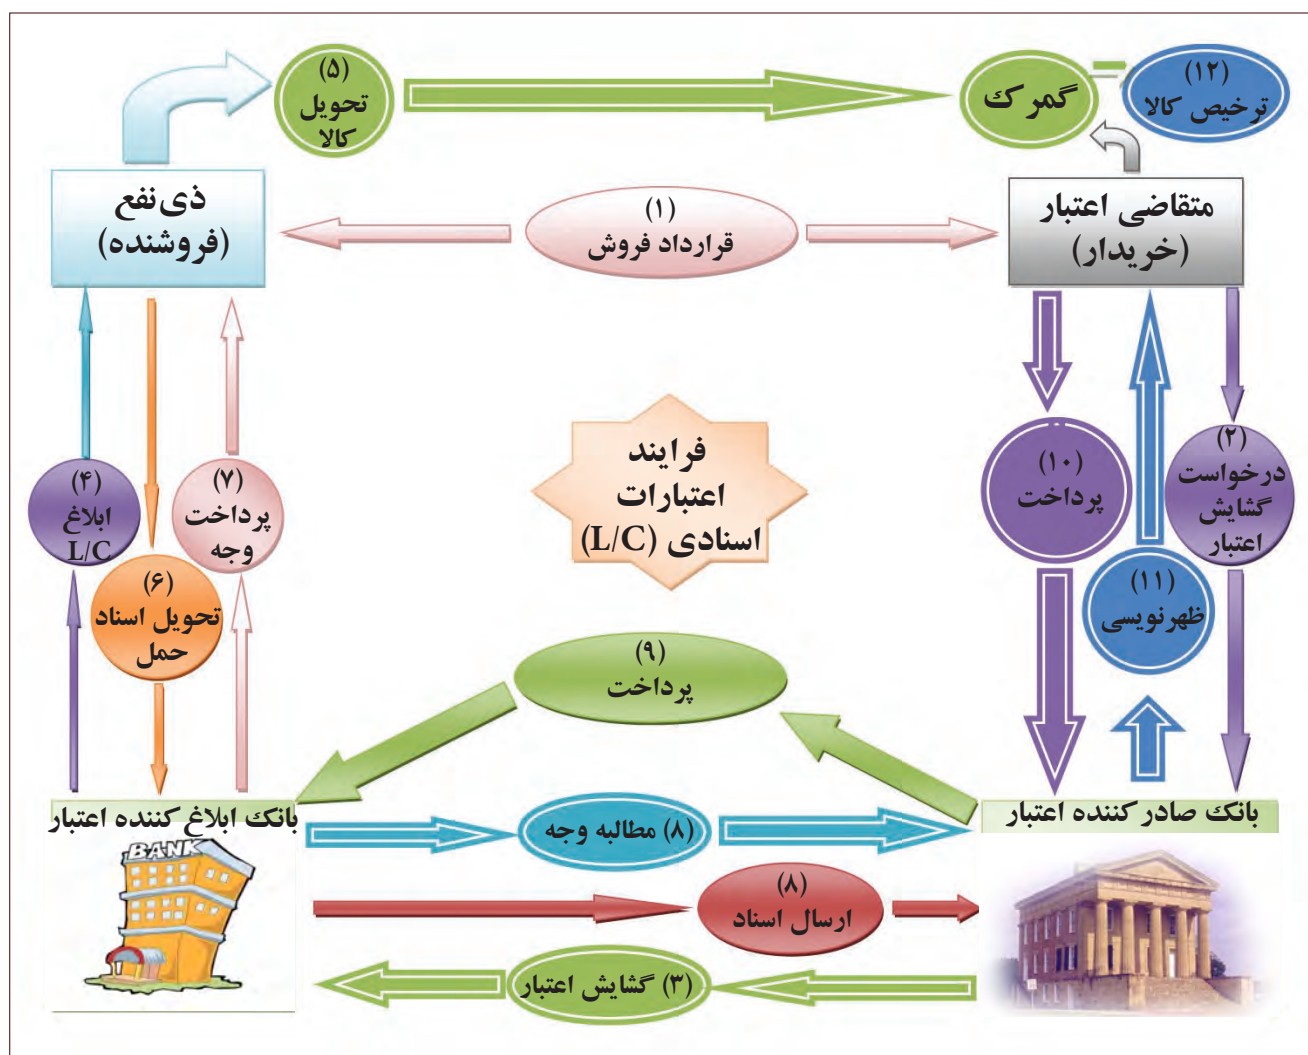 (۵)
تحویل
کالا
گمرک
(۱۲)
ترخیص کالا
ذی‌نفع
(فروشنده)
(۱)
قرارداد فروش
متقاضی اعتبار
(خریدار)
(۴)
ابلاغ
L/C
(۷)
پرداخت
وجه
(۶)
تحویل اسناد
حمل
فرایند
اعتبارات
اسنادی (L/C)
(۱۰)
پرداخت
(۲)
درخواست
گشایش
اعتبار
(۱۱)
ظهرنویسی
(۹)
پرداخت
بانک ابلاغ کننده اعتبار
بانک صادر کننده اعتبار
BANK
(۸) مطالبه وجه
(۸)
ارسال اسناد
(۳) گشایش اعتبار